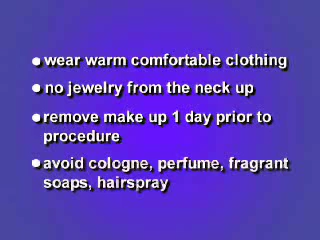 • wear warm comfortable clothing
• no jewelry from the neck up
• remove make up 1 day prior to
procedure
• avoid cologne, perfume, fragrant
soaps, hairspray